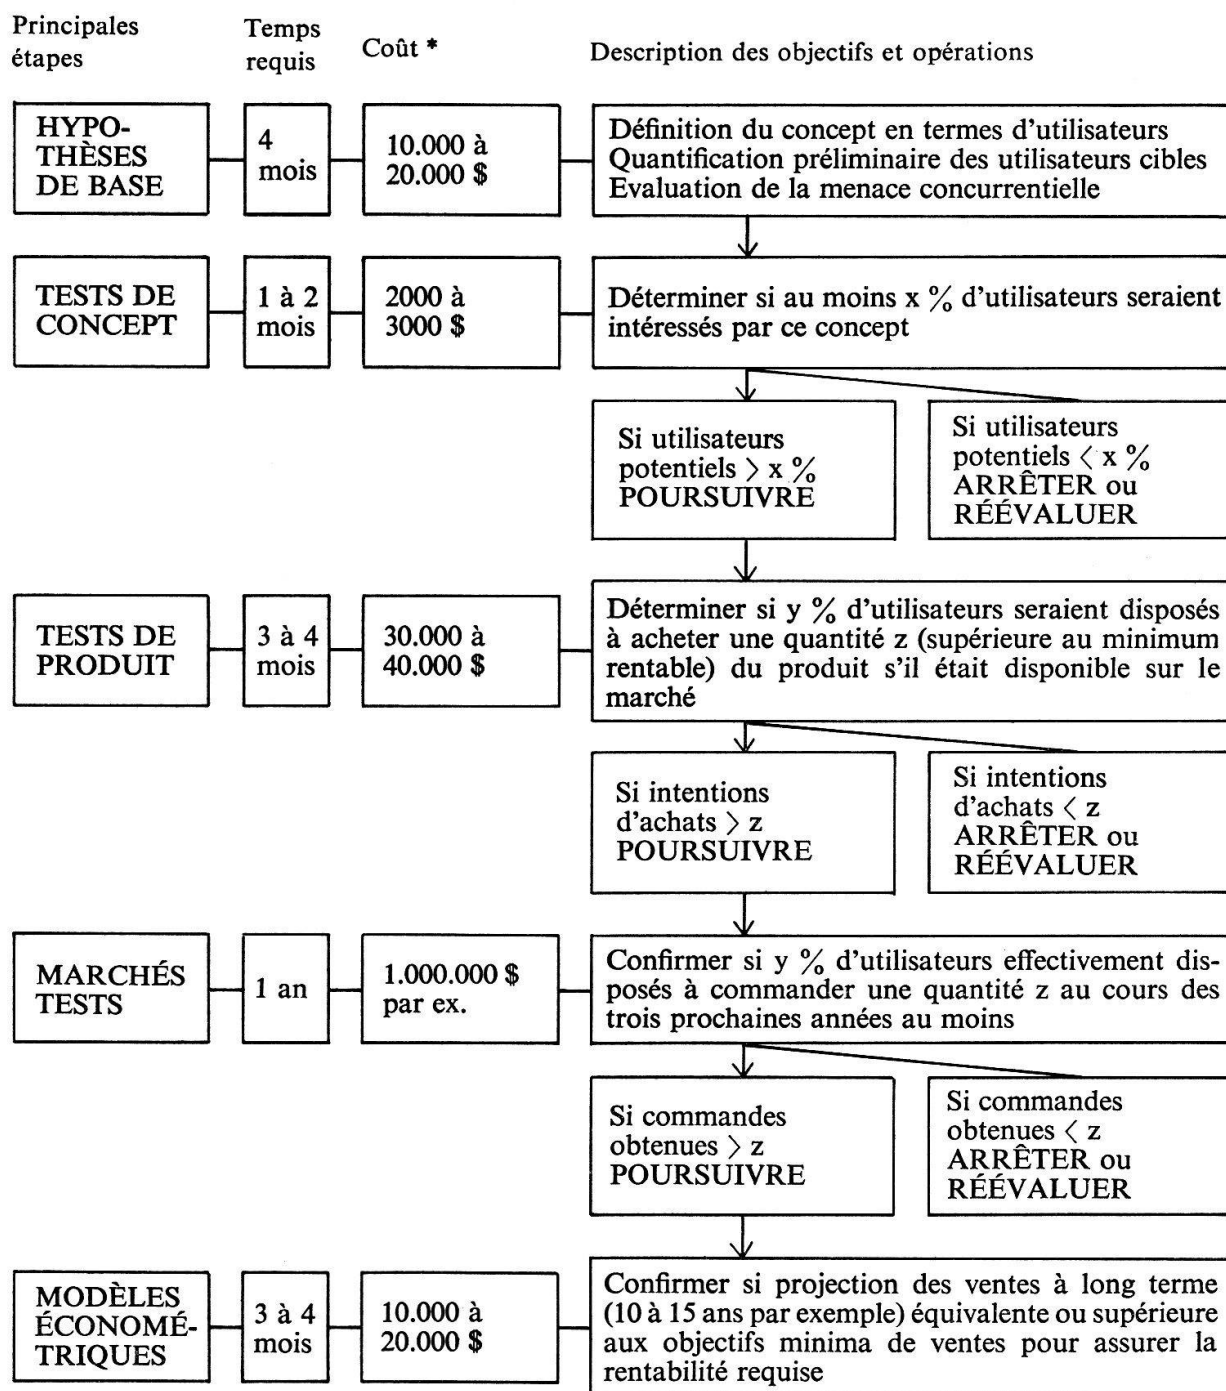 Principales
étapes
Temps
requis
Coût *
Description des objectifs et opérations
HYPO-
THÈSES
DE BASE
4
mois
10.000 à
20.000 $
Définition du concept en termes d'utilisateurs
Quantification préliminaire des utilisateurs cibles
Evaluation de la menace concurrentielle
TESTS DE
CONCEPT
1 à 2
mois
2000 à
3000 $
Déterminer si au moins x % d'utilisateurs seraient
intéressés par ce concept
Si utilisateurs
potentiels > x %
POURSUIVRE
Si utilisateurs
potentiels < x %
ARRÊTER ou
RÉÉVALUER
TESTS DE
PRODUIT
3 à 4
mois
30.000 à
40.000 $
Déterminer si y % d'utilisateurs seraient disposés
à acheter une quantité z (supérieure au minimum
rentable) du produit s'il était disponible sur le
marché
Si intentions
d'achats > z
POURSUIVRE
Si intentions
d'achats < z
ARRÊTER ou
RÉÉVALUER
MARCHÉS
TESTS
1 an
1.000.000 $
par ex.
Confirmer si y % d'utilisateurs effectivement dis-
posés à commander une quantité z au cours des
trois prochaines années au moins
Si commandes
obtenues > z
POURSUIVRE
Si commandes
obtenues < z
ARRÊTER ou
RÉÉVALUER
MODÈLES
ÉCONOMÉ-
TRIQUES
3 à 4
mois
10.000 à
20.000 $
Confirmer si projection des ventes à long terme
(10 à 15 ans par exemple) équivalente ou supérieure
aux objectifs minima de ventes pour assurer la
rentabilité requise